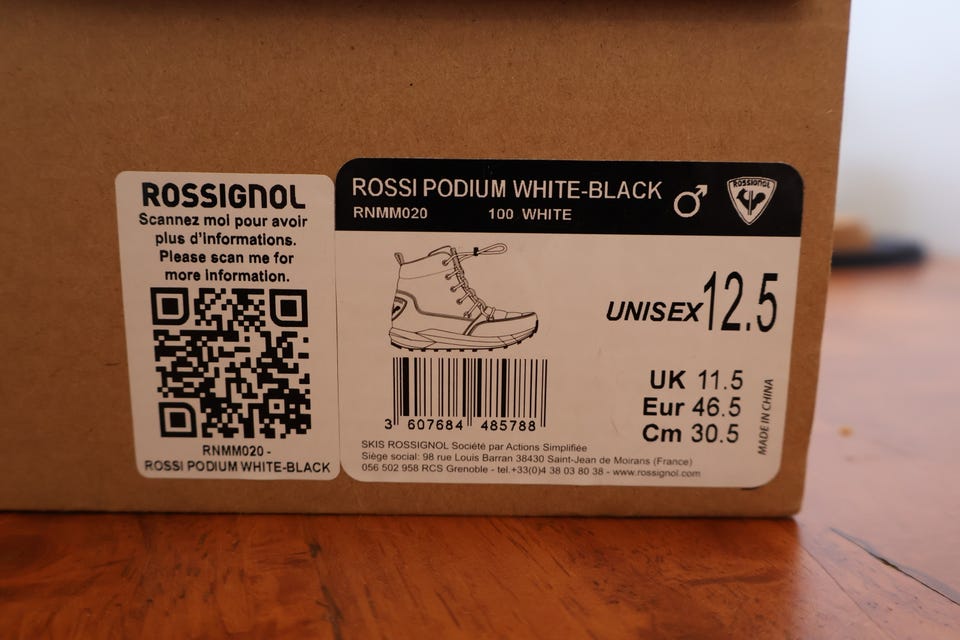 ROSSIGNOL
Scannez moi pour avoir
plus d'informations.
Please scan me for
more information.
RNMM020 -
ROSSI PODIUM WHITE-BLACK
ROSSI PODIUM WHITE-BLACK
RNMM020 100 WHITE
ROSSIGNOL
UNISEX 12.5
UK 11.5
Eur 46.5
Cm 30.5
MADE IN CHINA
3 607684 485788
SKIS ROSSIGNOL Société par Actions Simplifiée
Siège social: 98 rue Louis Barran 38430 Saint-Jean de Moirans (France)
056 502 958 RCS Grenoble - tel.+33(0)4 38 03 80 38 - www.rossignol.com